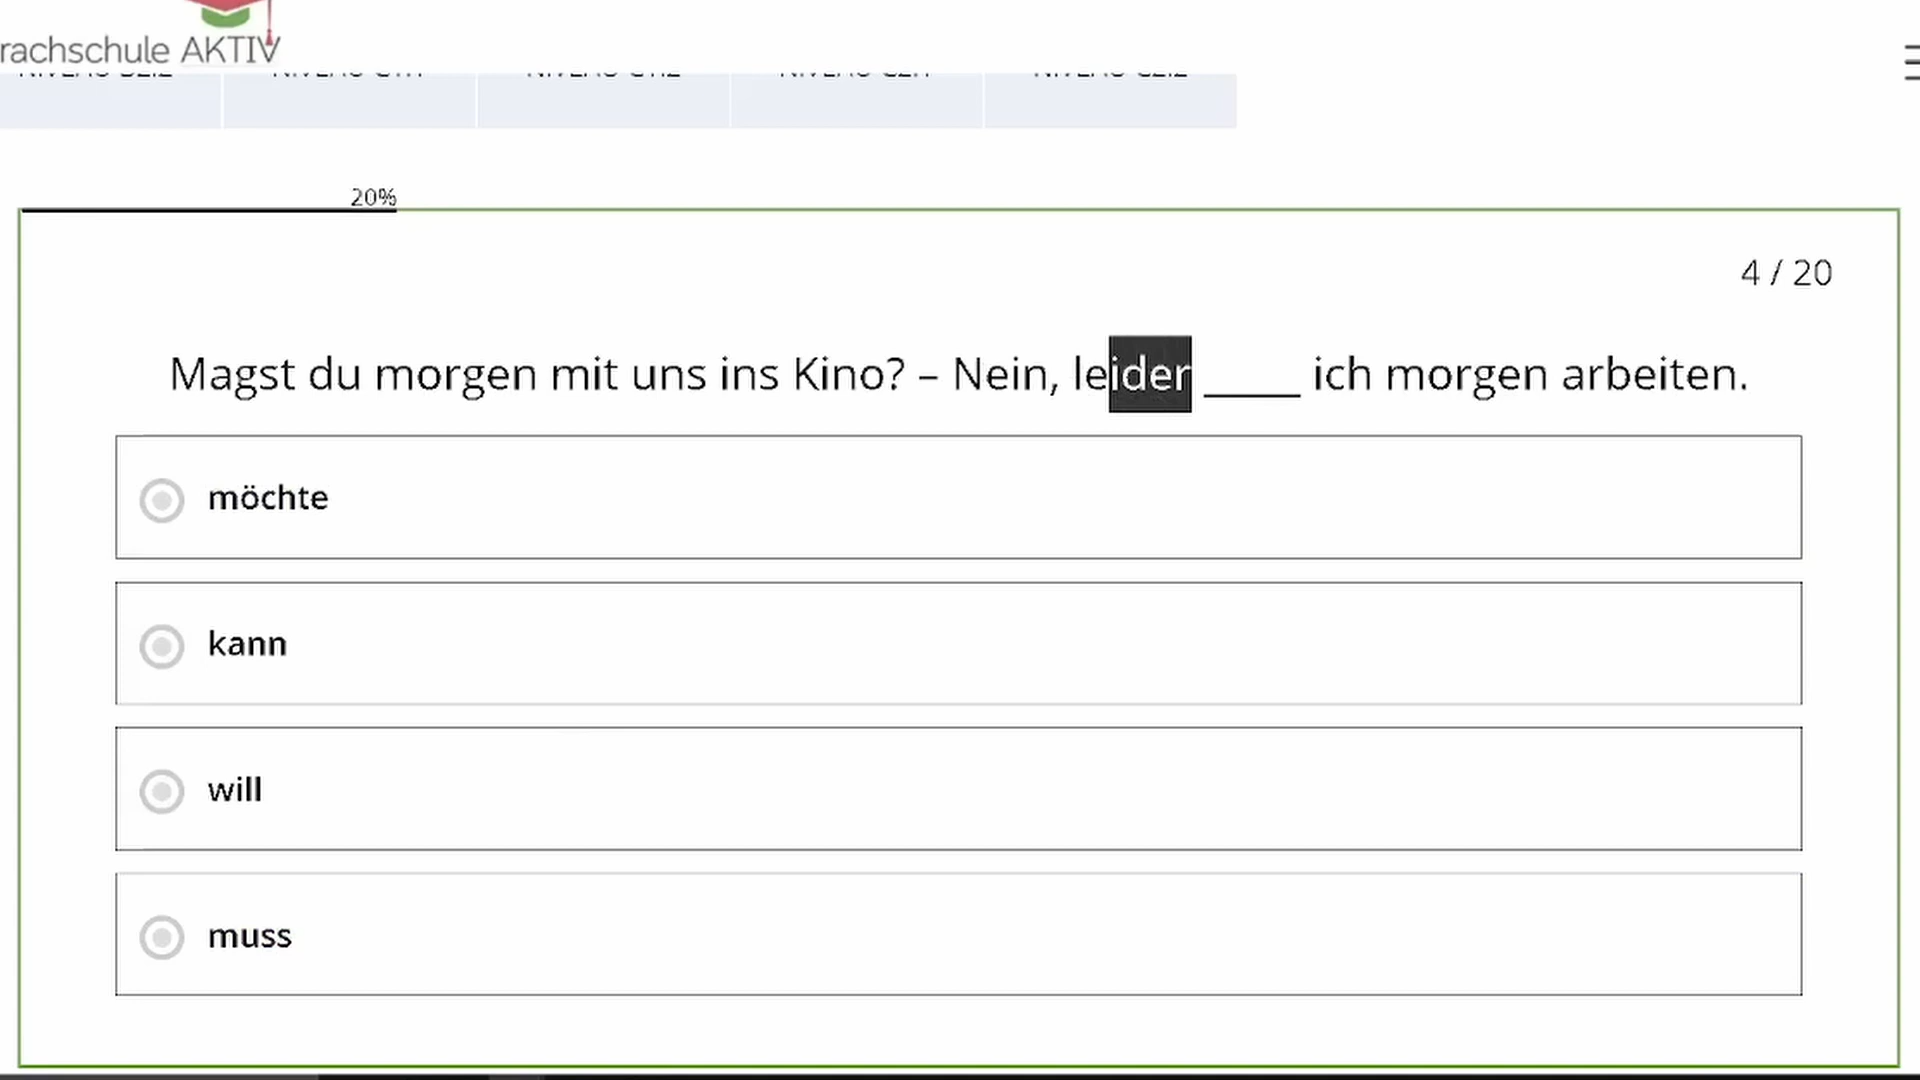 rachschule AKTIV
20%
4 / 20
Magst du morgen mit uns ins Kino? – Nein, leider _____ ich morgen arbeiten.
möchte
kann
will
muss